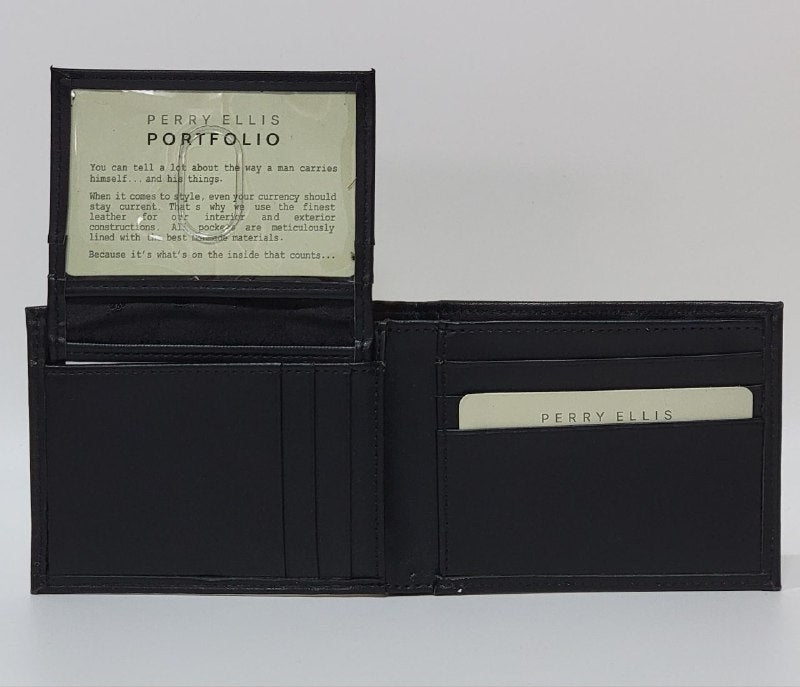 PERRY ELLIS
PORTFOLIO
You can tell a lot about the way a man carries
himself... and his things.
When it comes to style, even your currency should
stay current. That's why we use the finest
leather for our interior and exterior
constructions. All pockets are meticulously
lined with the best manmade materials.
Because it's what's on the inside that counts...
PERRY ELLIS